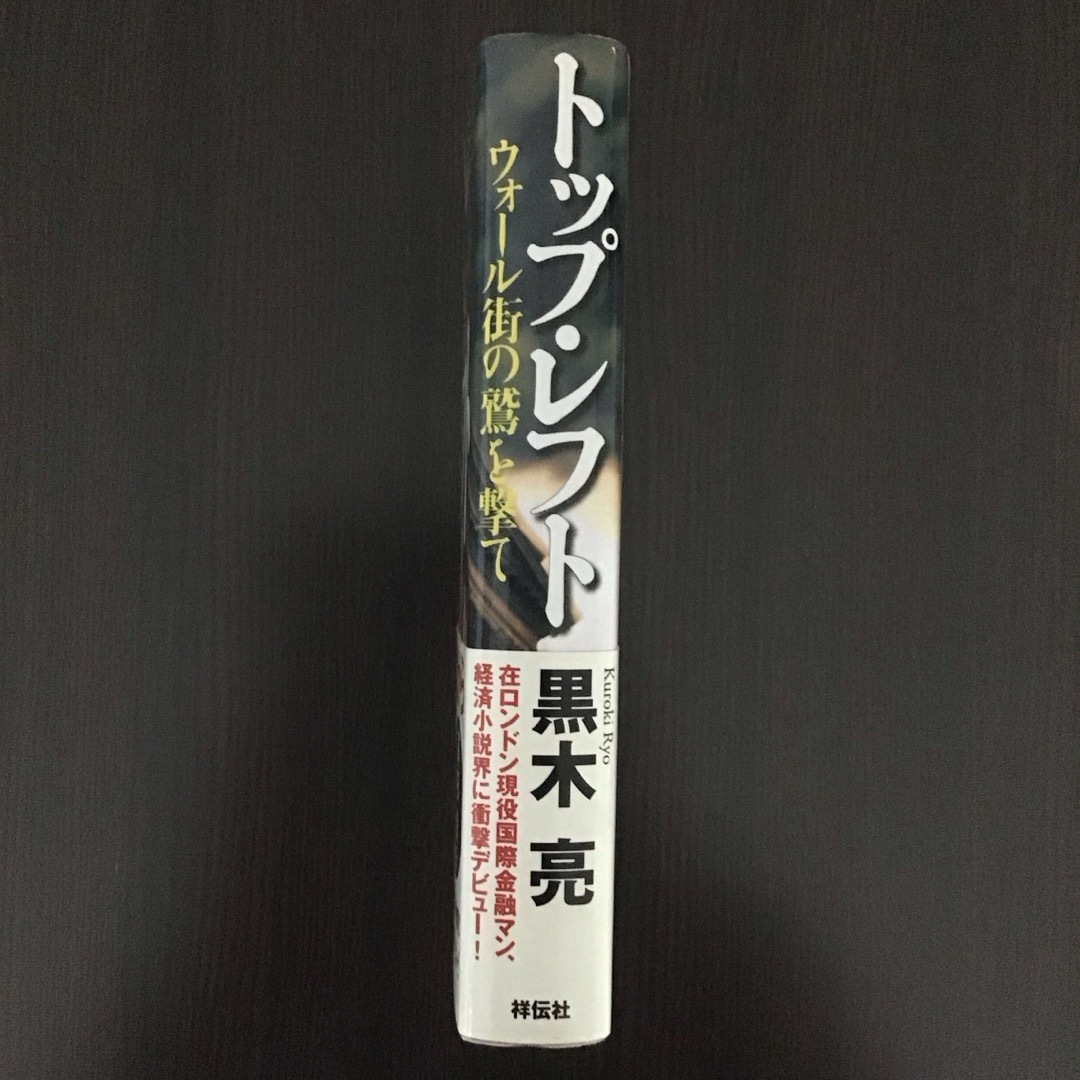 トップ・レフト
ウォール街の鷲を撃て
Kuroki Ryo
黒木 亮
在ロンドン現役国際金融マン、
経済小説界に衝撃デビュー！
祥伝社